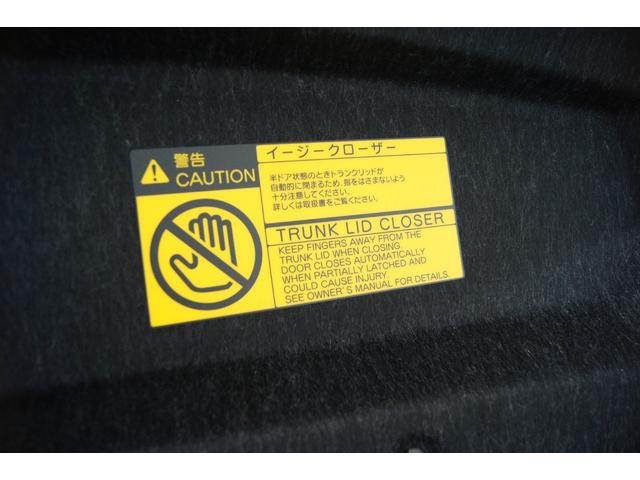 警告
CAUTION
イージークローザー
半ドア状態のときトランクリッドが
自動的に閉まるため、指をはさまないよう
十分注意してください。
詳しくは取扱書をご覧ください。
TRUNK LID CLOSER
KEEP FINGERS AWAY FROM THE
TRUNK LID WHEN CLOSING.
DOOR CLOSES AUTOMATICALLY
WHEN PARTIALLY LATCHED AND
COULD CAUSE INJURY.
SEE OWNER'S MANUAL FOR DETAILS.